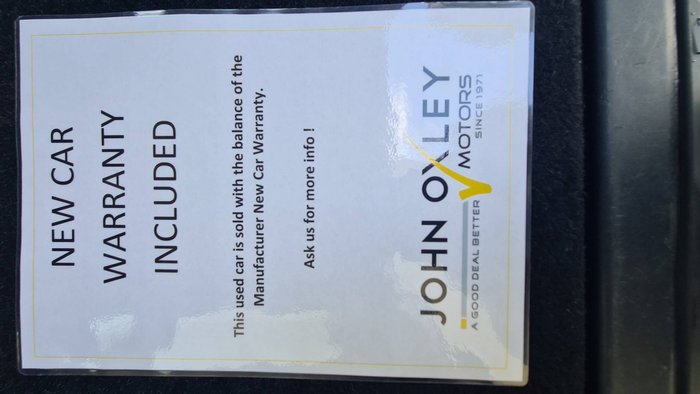 NEW CAR
WARRANTY
INCLUDED
This used car is sold with the balance of the
Manufacturer New Car Warranty.
Ask us for more info !
JOHN OXLEY
A GOOD DEAL BETTER MOTORS
SINCE 1971